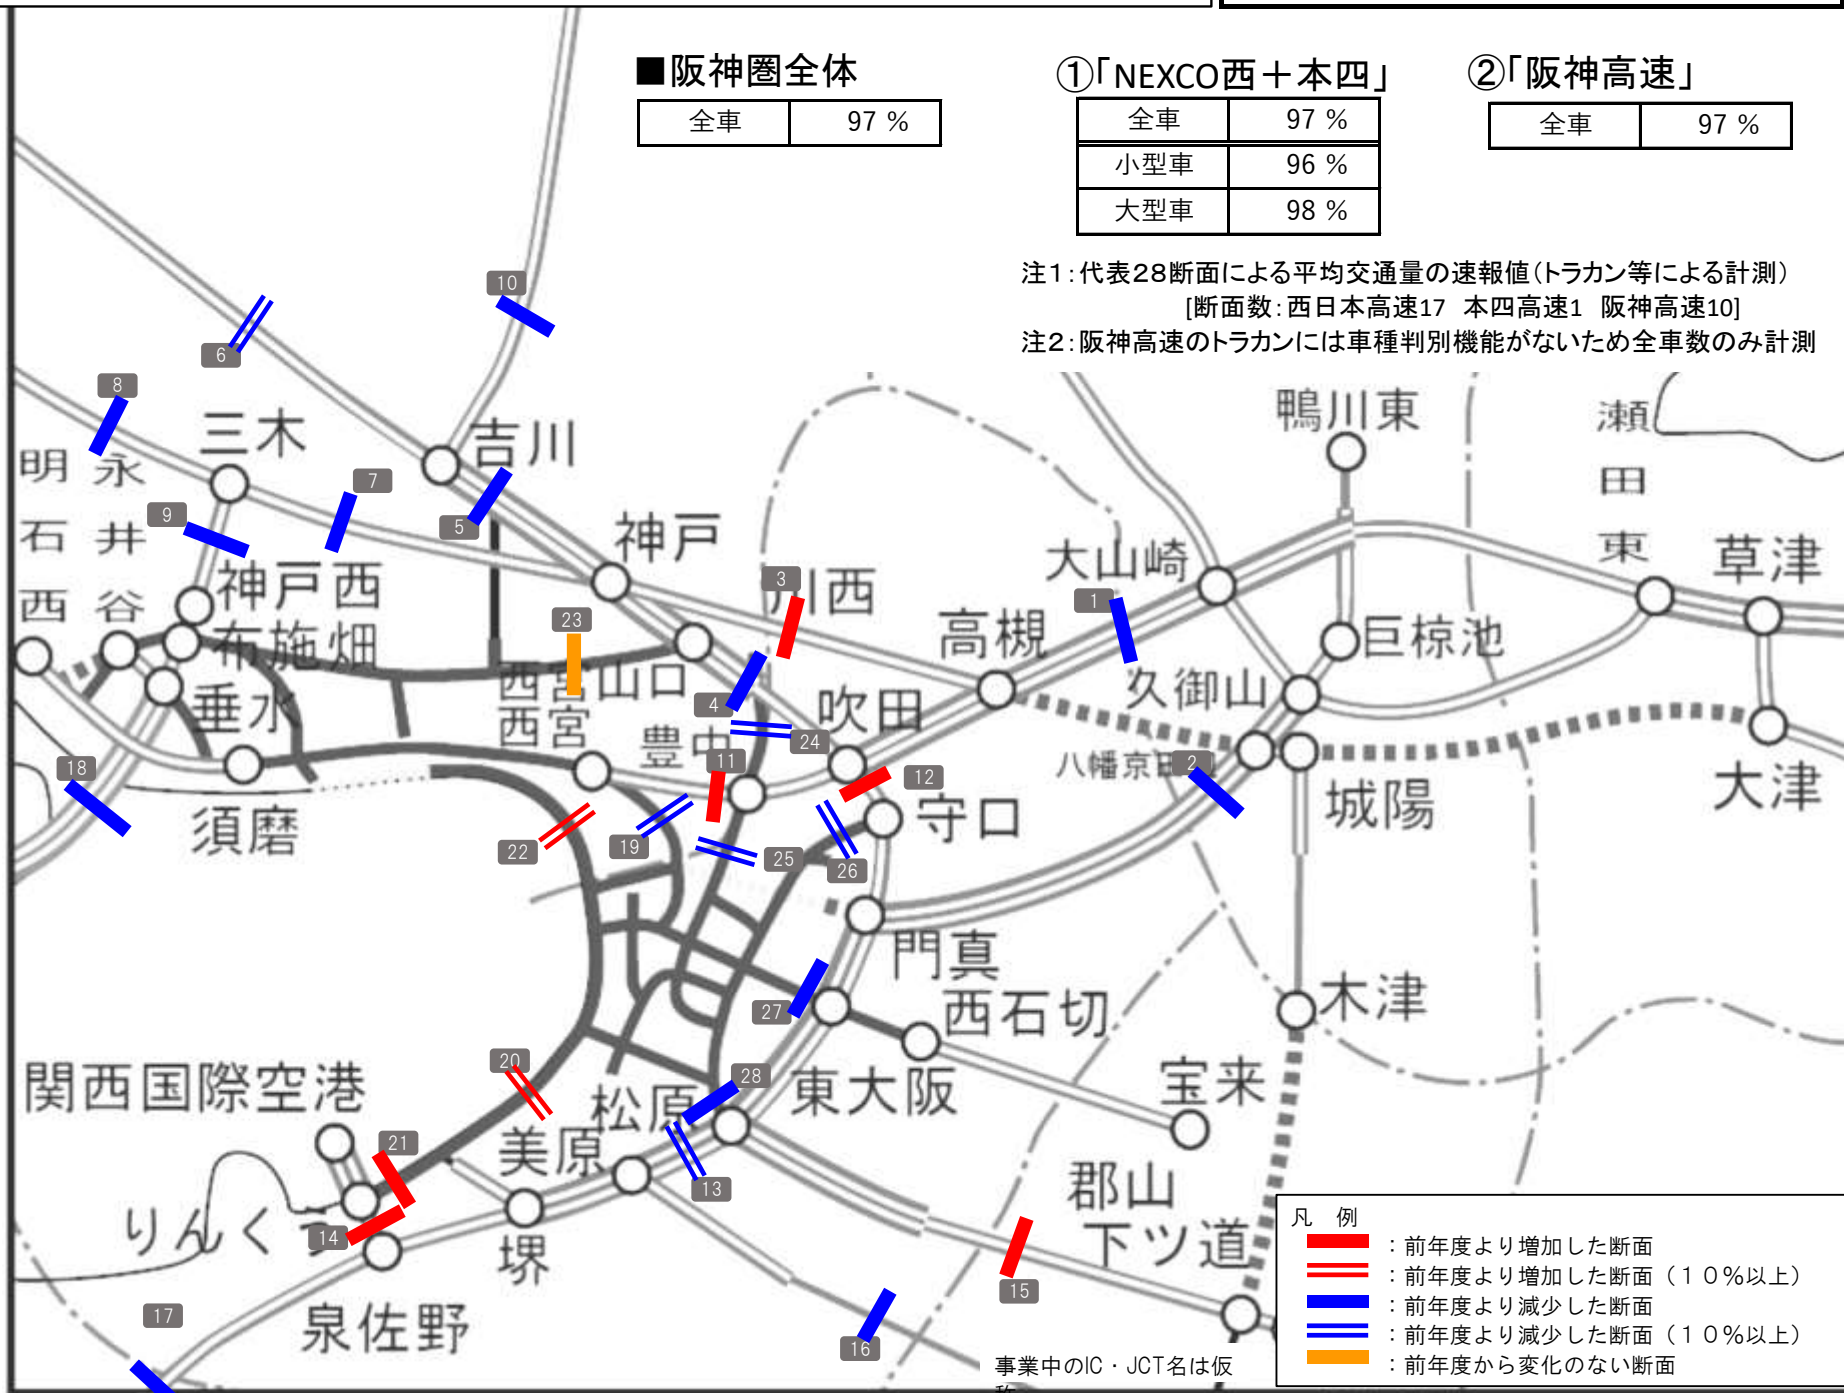 ■阪神圏全体
全車 97 %
①「NEXCO西＋本四」
全車 97 %
小型車 96 %
大型車 98 %
②「阪神高速」
全車 97 %
注1：代表28断面による平均交通量の速報値（トラカン等による計測）
[断面数：西日本高速17 本四高速1 阪神高速10]
注2：阪神高速のトラカンには車種判別機能がないため全車数のみ計測
10
6
8
三木
吉川
鴨川東
瀬田東
明石西
永井谷
7
9
5
神戸
神戸西
布施畑
3
川西
大山崎
1
高槻
草津
23
西宮山口
巨椋池
久御山
垂水
4
吹田
西宮
豊中
24
11
八幡京田
2
18
12
大津
城陽
須磨
守口
22
19
25
26
門真
27
西石切
木津
関西国際空港
20
松原
28
東大阪
宝来
21
美原
13
郡山下ツ道
りんくう
14
堺
15
17
泉佐野
16
事業中のIC・JCT名は仮
称
凡 例
：前年度より増加した断面
：前年度より増加した断面（１０％以上）
：前年度より減少した断面
：前年度より減少した断面（１０％以上）
：前年度から変化のない断面